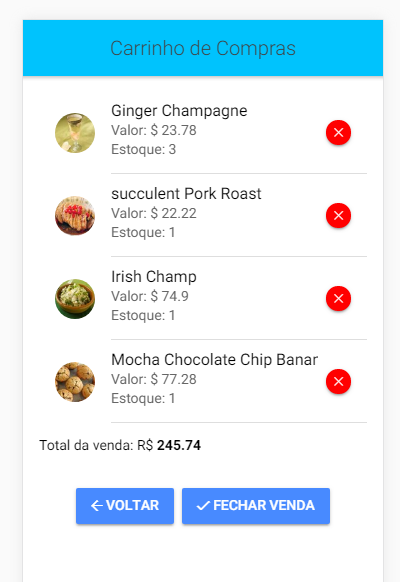 Carrinho de Compras
Ginger Champagne
Valor: $ 23.78
Estoque: 3
succulent Pork Roast
Valor: $ 22.22
Estoque: 1
Irish Champ
Valor: $ 74.9
Estoque: 1
Mocha Chocolate Chip Banar
Valor: $ 77.28
Estoque: 1
Total da venda: R$ 245.74
VOLTAR
FECHAR VENDA